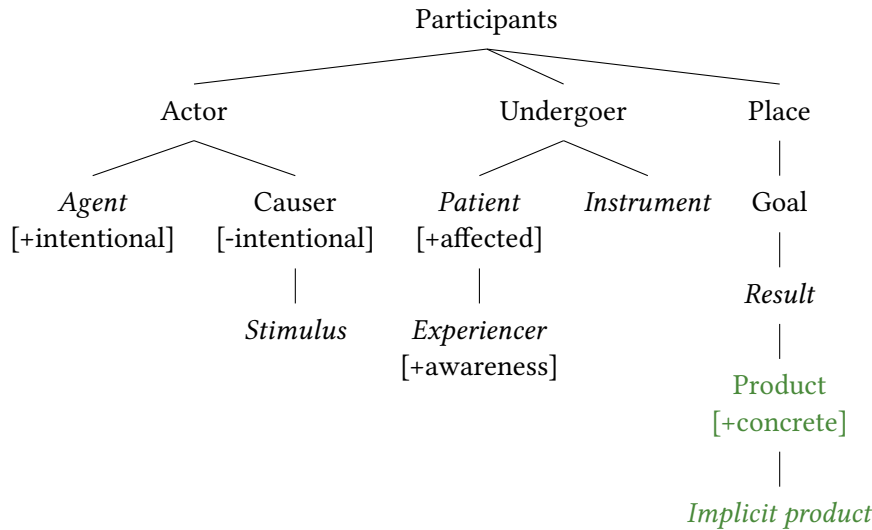 Participants
Actor Undergoer Place
Agent Causer Patient Instrument Goal
[+intentional] [-intentional] [+affected]
Result
Stimulus Experiencer
[+awareness]
Product
[+concrete]
Implicit product